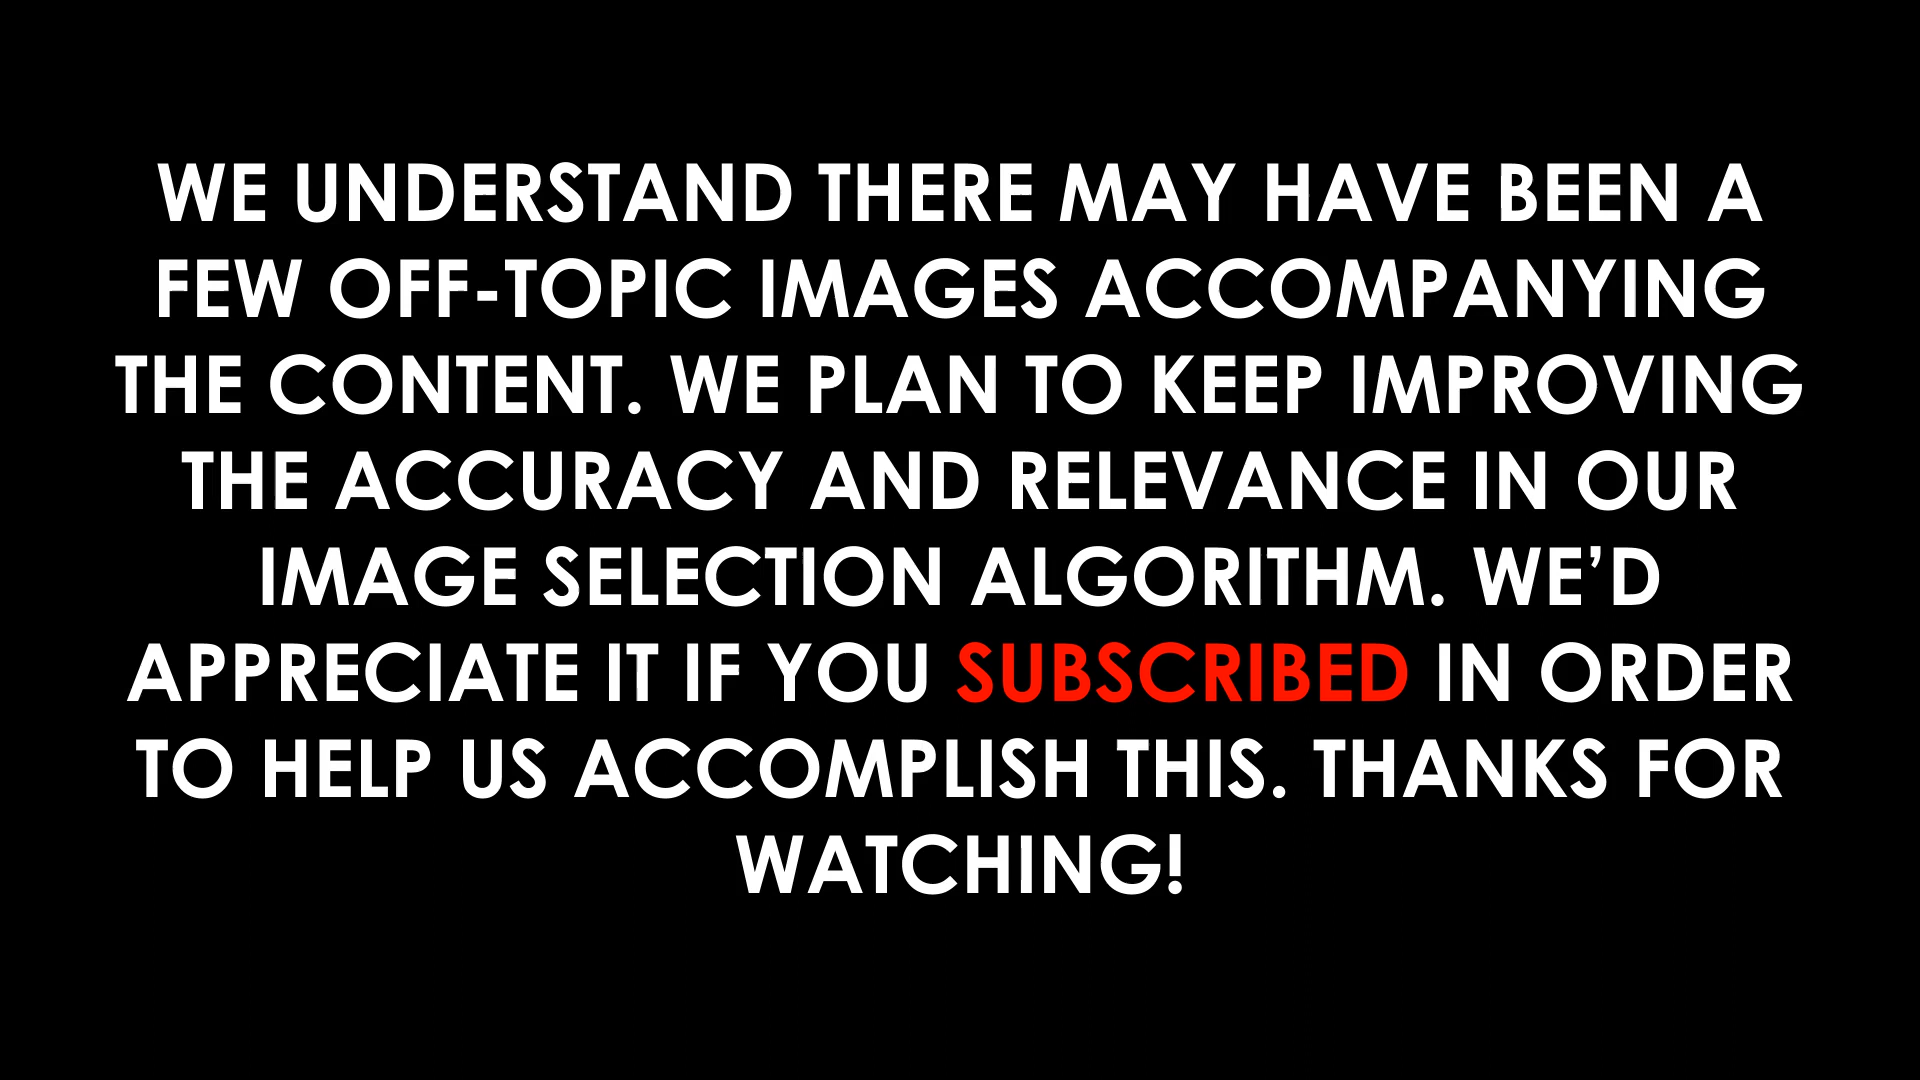 WE UNDERSTAND THERE MAY HAVE BEEN A
FEW OFF-TOPIC IMAGES ACCOMPANYING
THE CONTENT. WE PLAN TO KEEP IMPROVING
THE ACCURACY AND RELEVANCE IN OUR
IMAGE SELECTION ALGORITHM. WE’D
APPRECIATE IT IF YOU SUBSCRIBED IN ORDER
TO HELP US ACCOMPLISH THIS. THANKS FOR
WATCHING!